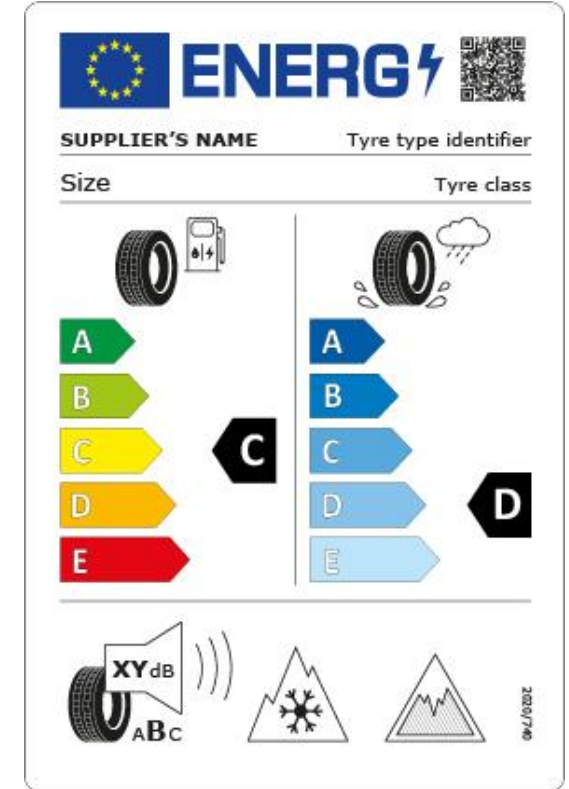 ENERG
SUPPLIER'S NAME Tyre type identifier
Size Tyre class
A A
B B
C C C
D D D
E E
XYdB
ABC
2020/740